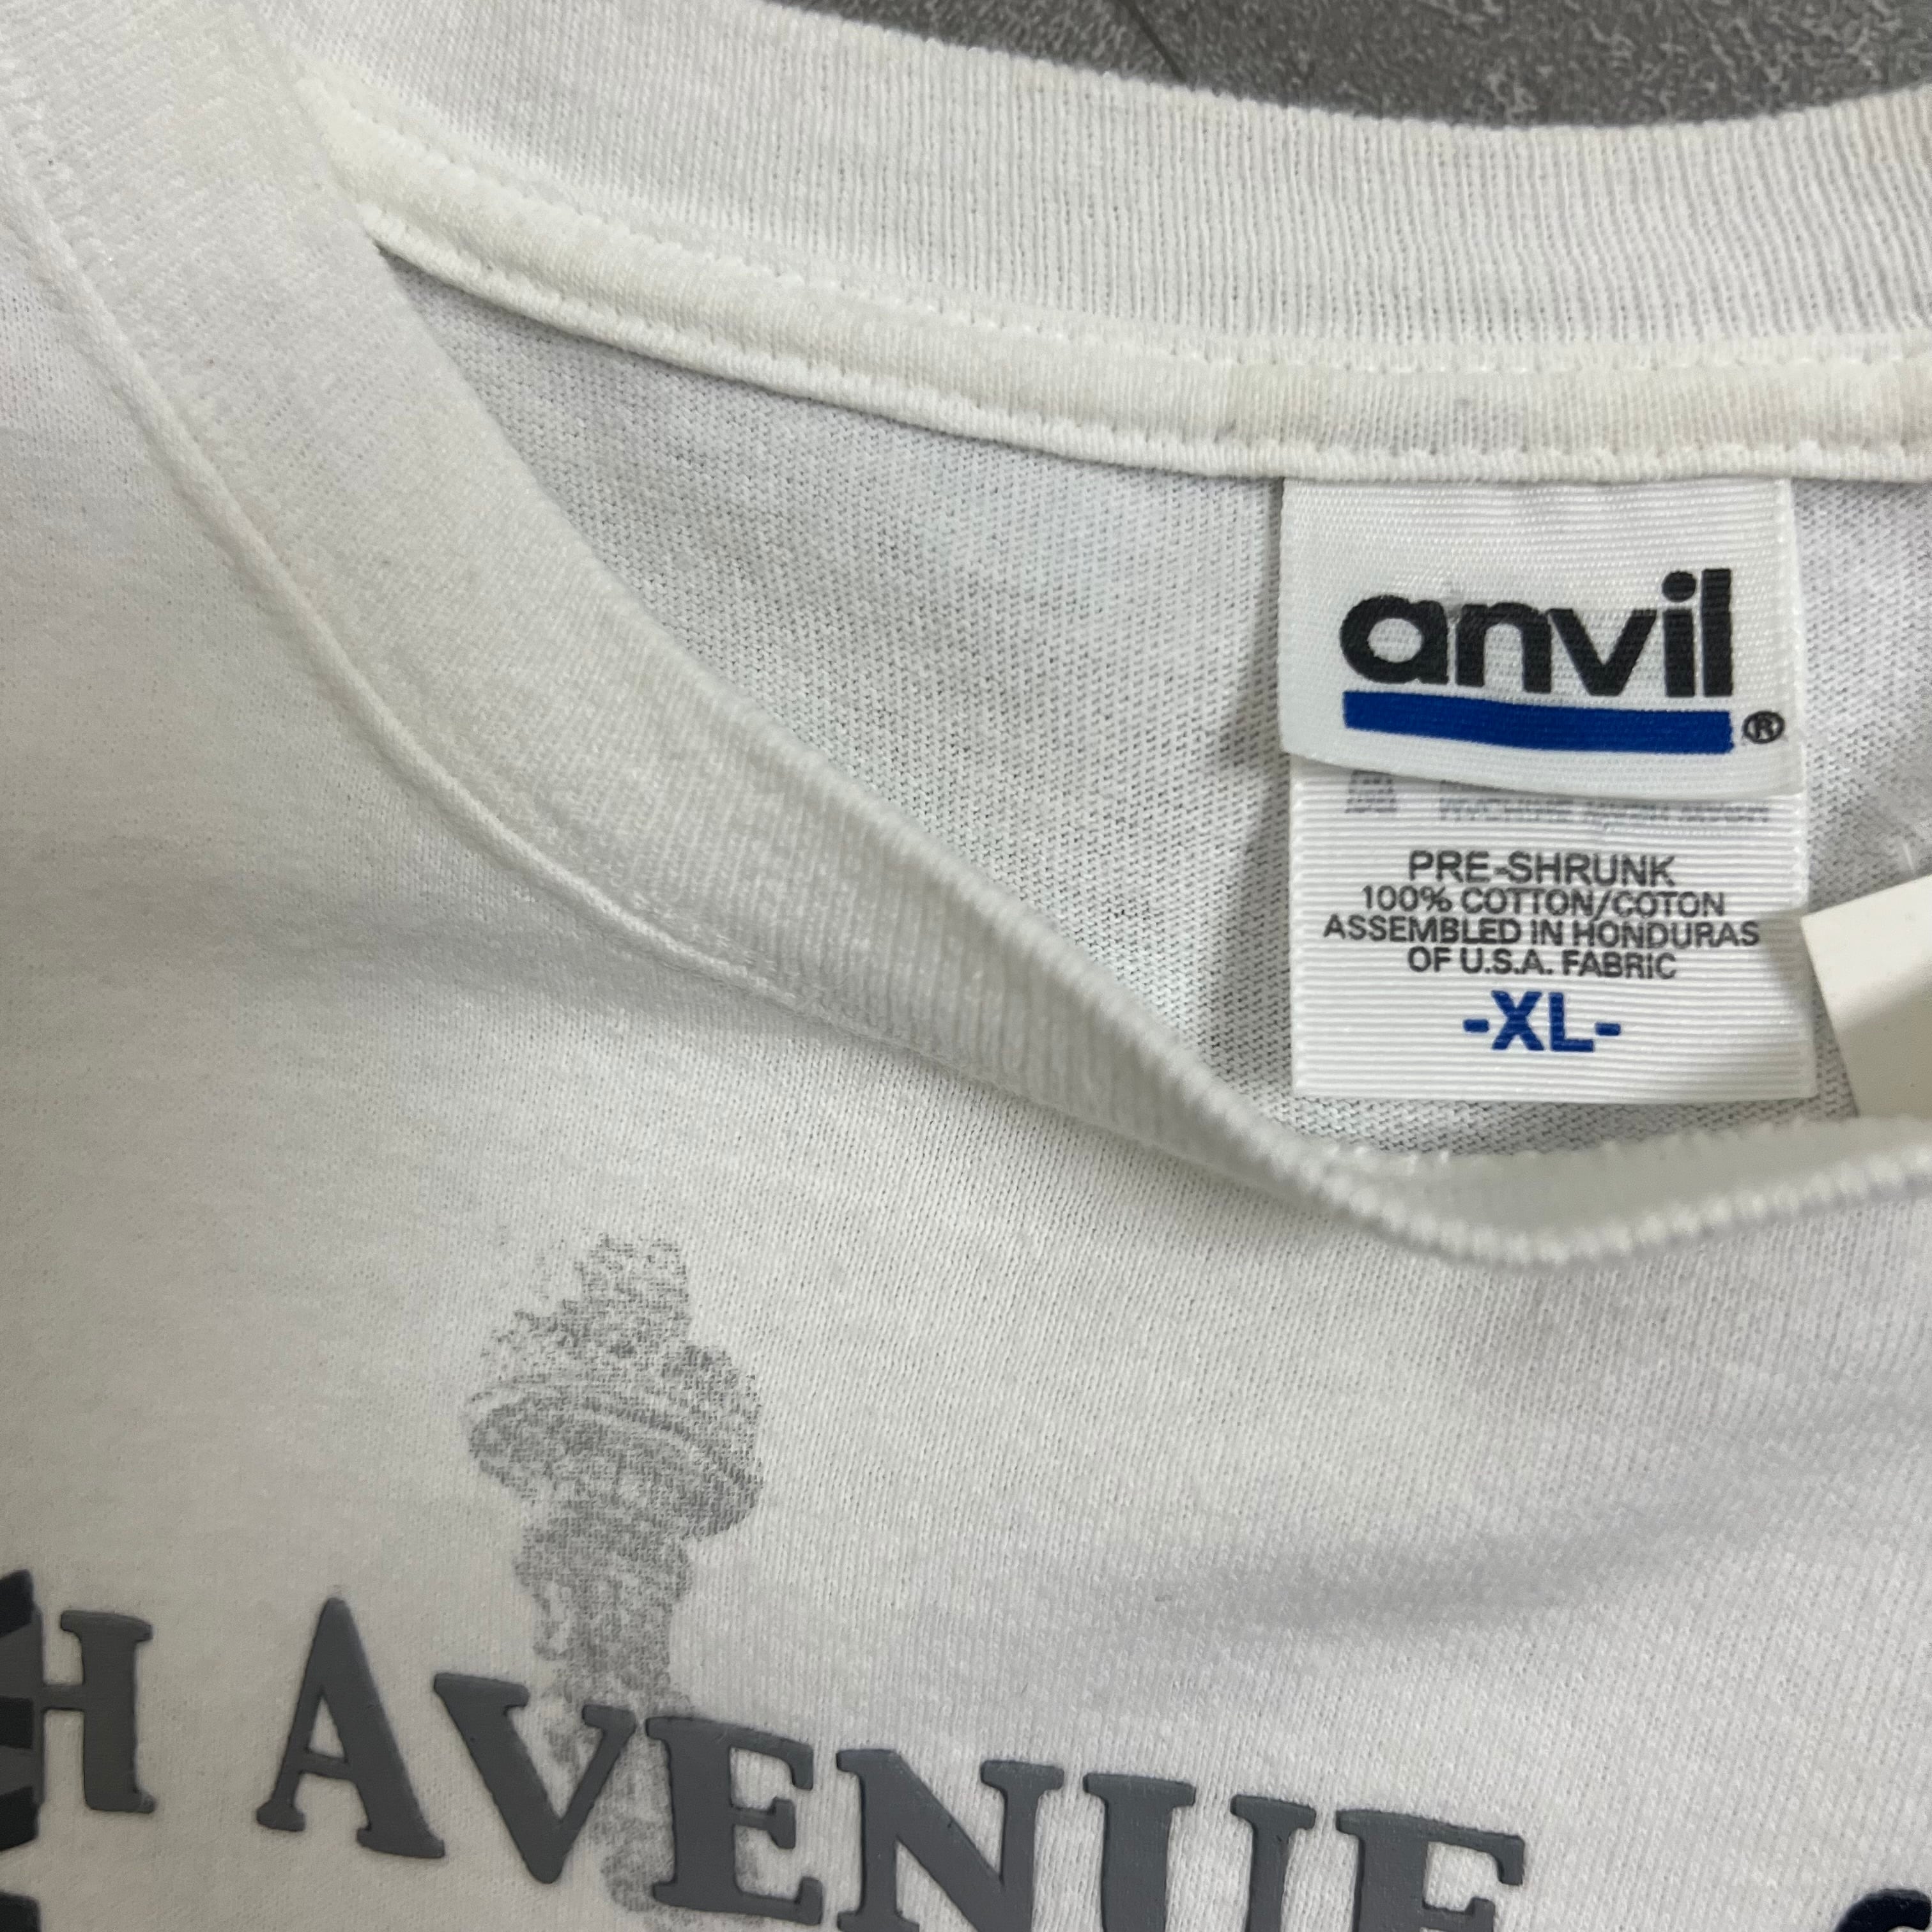 anvil
®
PRE-SHRUNK
100% COTTON/COTON
ASSEMBLED IN HONDURAS
OF U.S.A. FABRIC
-XL-
H AVENUE